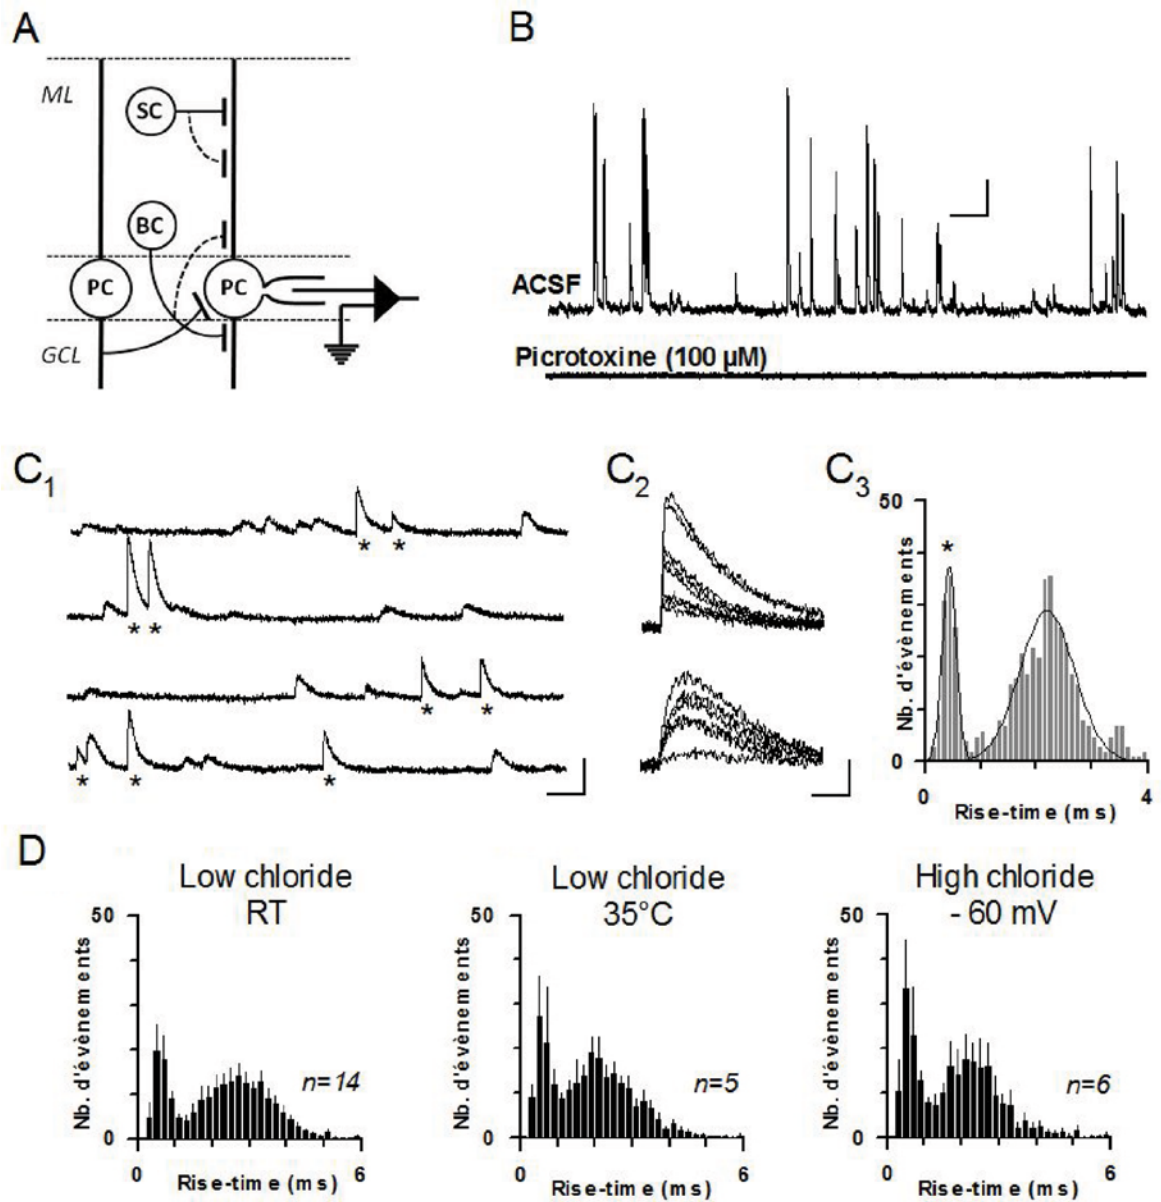 A
ML
SC
BC
PC
PC
GCL
B
ACSF
Picrotoxine (100 µM)
C1
* *
* *
* *
* * *
C2
C3
50
*
Nb. d'évènements
0
0 4
Rise-time (ms)
D
Low chloride
RT
50
Nb. d'évènements
n=14
0
0 6
Rise-time (ms)
Low chloride
35°C
50
Nb. d'évènements
n=5
0
0 6
Rise-time (ms)
High chloride
- 60 mV
50
Nb. d'évènements
n=6
0
0 6
Rise-time (ms)